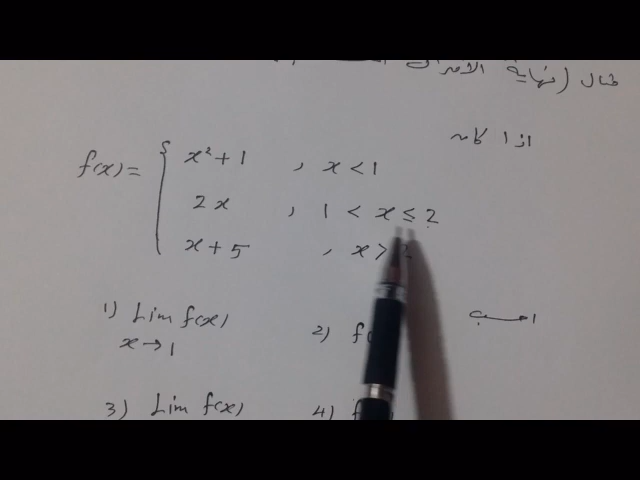 مثال (نهاية
اذا كان
f(x) = { x² + 1 , x < 1
2x , 1 < x ≤ 2
x + 5 , x > 2
احسب
1) Lim f(x) 2) f(
x → 1
3) Lim f(x) 4) f(